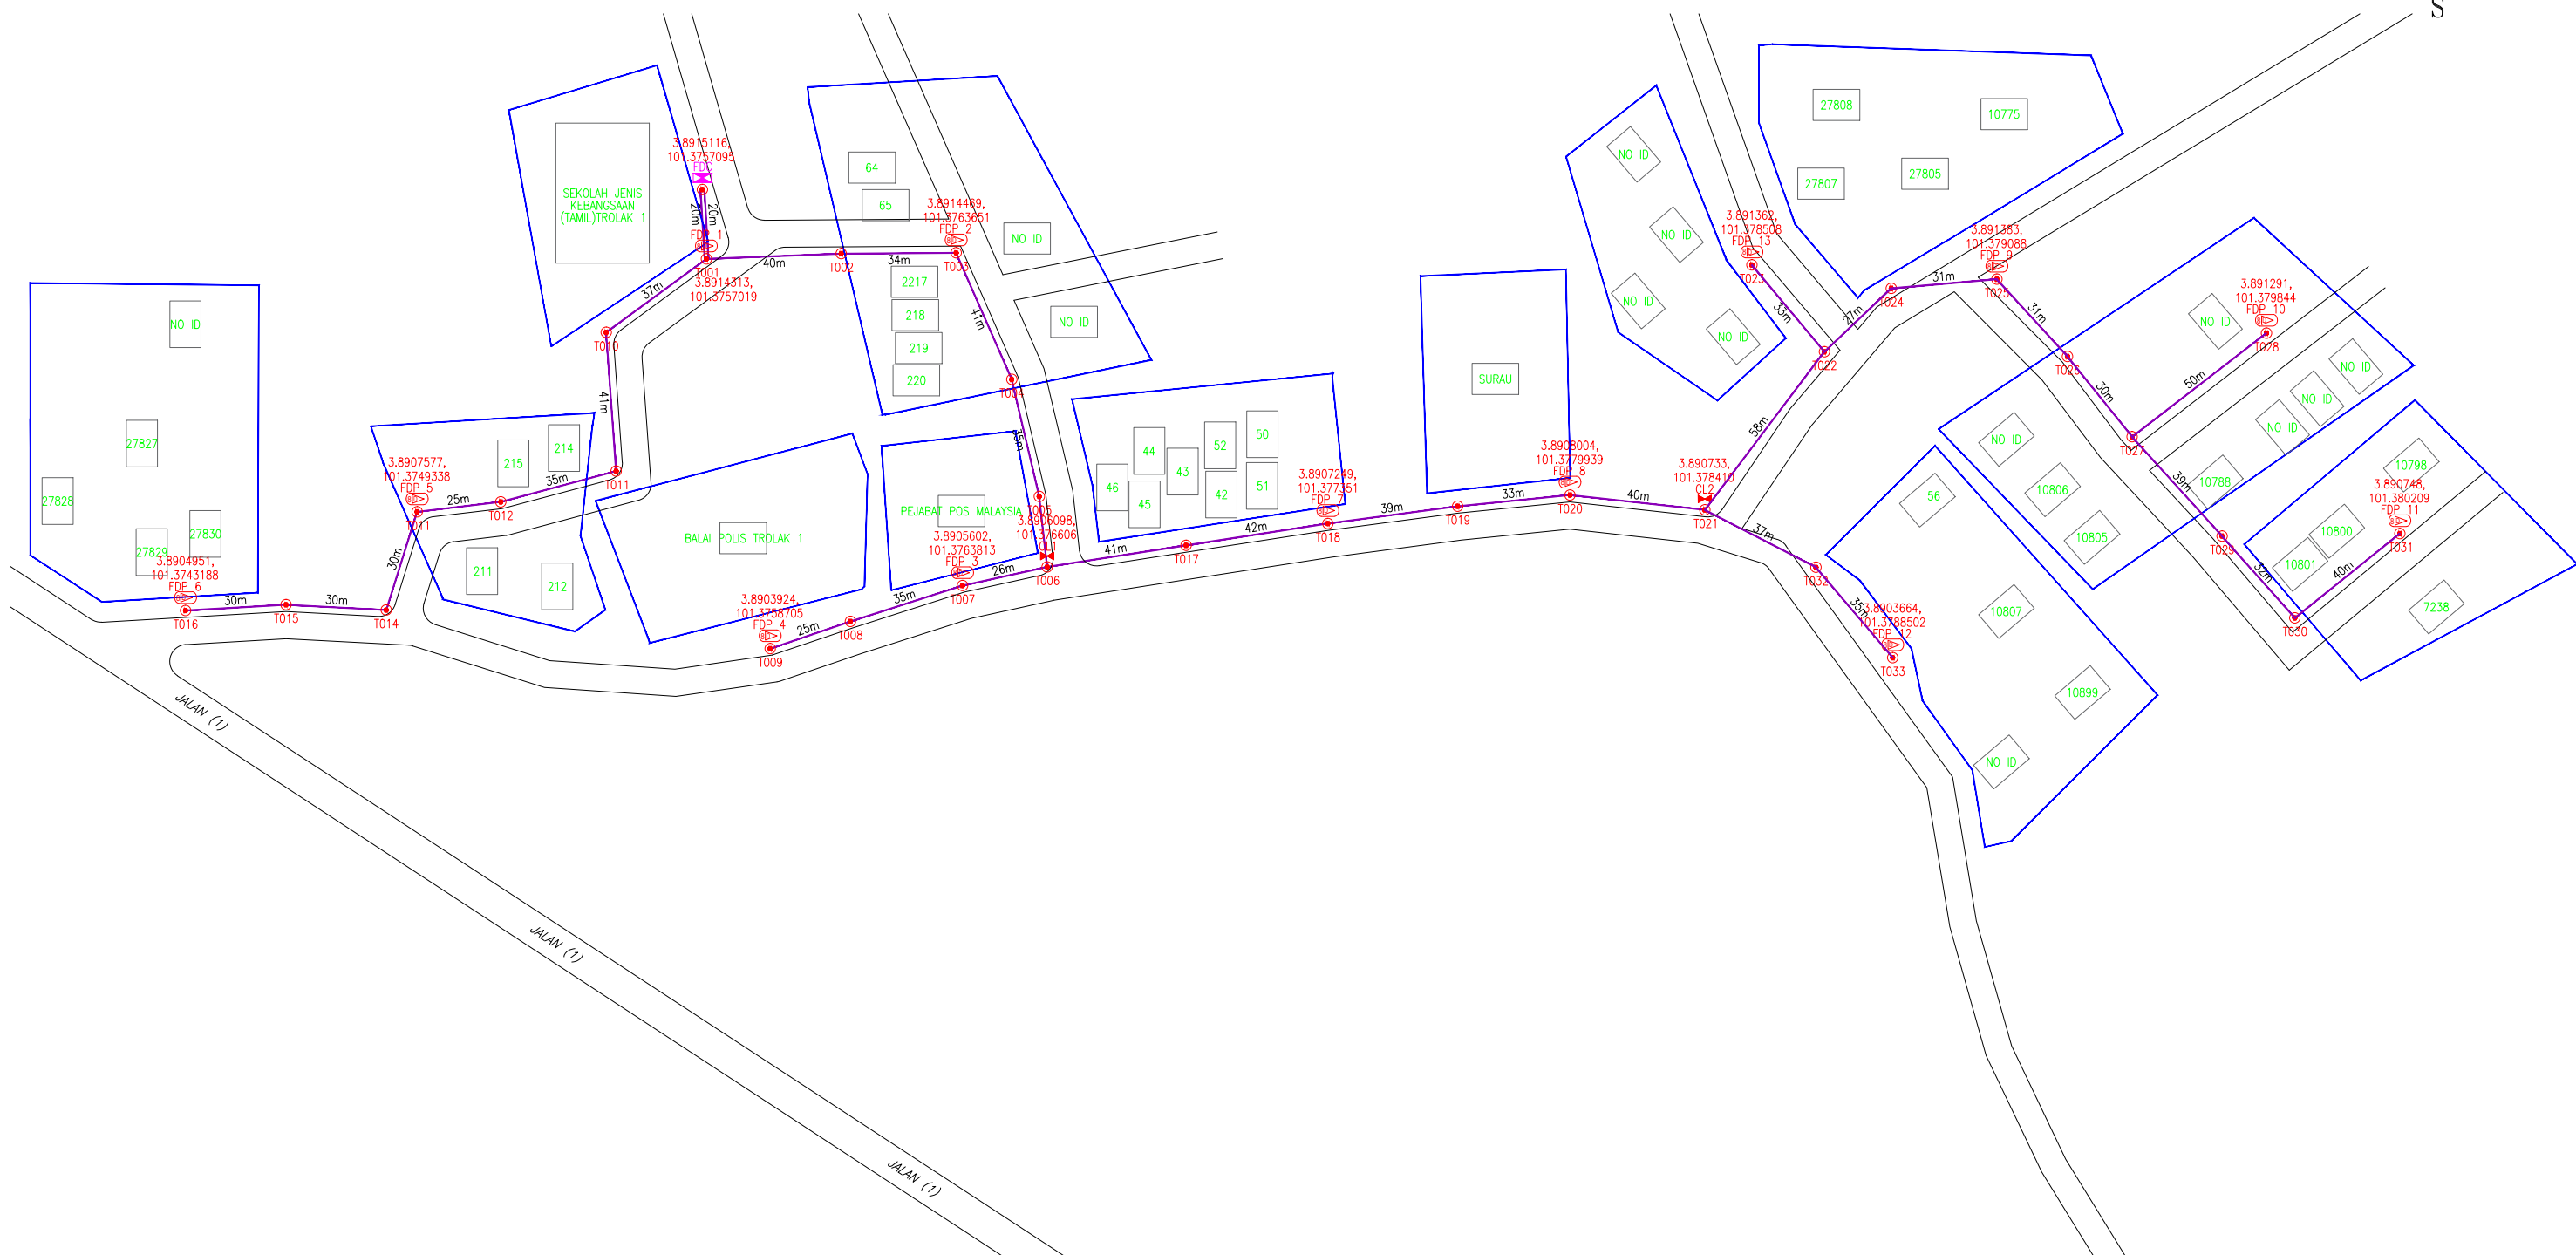 S
27808
10775
27807
27805
3.8915116,
101.3757095
FDC
20m
20m
FDP 1
T001
3.8914313,
101.3757019
SEKOLAH JENIS
KEBANGSAAN
(TAMIL)TROLAK 1
64
65
3.8914469,
101.3763651
FDP 2
NO ID
T003
34m
T002
40m
37m
T010
41m
2217
218
219
220
NO ID
41m
T004
NO ID
NO ID
NO ID
NO ID
3.891362,
101.378508
FDP 13
T023
33m
T022
27m
T024
31m
3.891383,
101.379088
FDP 9
T025
31m
T026
30m
T027
50m
3.891291,
101.379844
FDP 10
T028
NO ID
NO ID
NO ID
NO ID
NO ID
27827
27828
27829
27830
3.8904951,
101.3743188
FDP 6
T016
30m
T015
30m
T014
30m
NO ID
3.8907577,
101.3749338
FDP 5
T011
25m
T012
35m
T011
215
214
211
212
BALAI POLIS TROLAK 1
PEJABAT POS MALAYSIA
35m
T005
3.8906098,
101.376606
T006
3.8905602,
101.3763813
FDP 3
T007
26m
35m
T008
25m
3.8903924,
101.3758705
FDP 4
T009
44
43
52
50
46
45
42
51
41m
T017
42m
3.8907249,
101.377351
FDP 7
T018
39m
T019
33m
SURAU
3.8908004,
101.3779939
FDP 8
T020
40m
3.890733,
101.378410
CL2
T021
58m
37m
T032
35m
3.8903664,
101.3788502
FDP 12
T033
56
10806
10805
10788
10807
10899
NO ID
39m
T029
32m
T030
40m
10798
3.890748,
101.380209
FDP 11
T031
10800
10801
7238
JALAN (1)
JALAN (1)
JALAN (1)